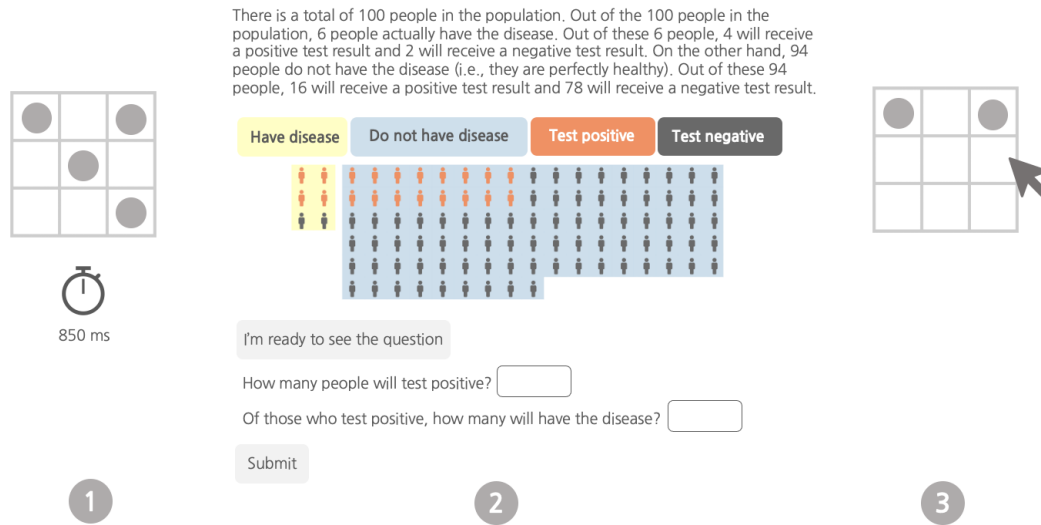 There is a total of 100 people in the population. Out of the 100 people in the
population, 6 people actually have the disease. Out of these 6 people, 4 will receive
a positive test result and 2 will receive a negative test result. On the other hand, 94
people do not have the disease (i.e., they are perfectly healthy). Out of these 94
people, 16 will receive a positive test result and 78 will receive a negative test result.
Have disease
Do not have disease
Test positive
Test negative
850 ms
I'm ready to see the question
How many people will test positive?
Of those who test positive, how many will have the disease?
Submit
1
2
3